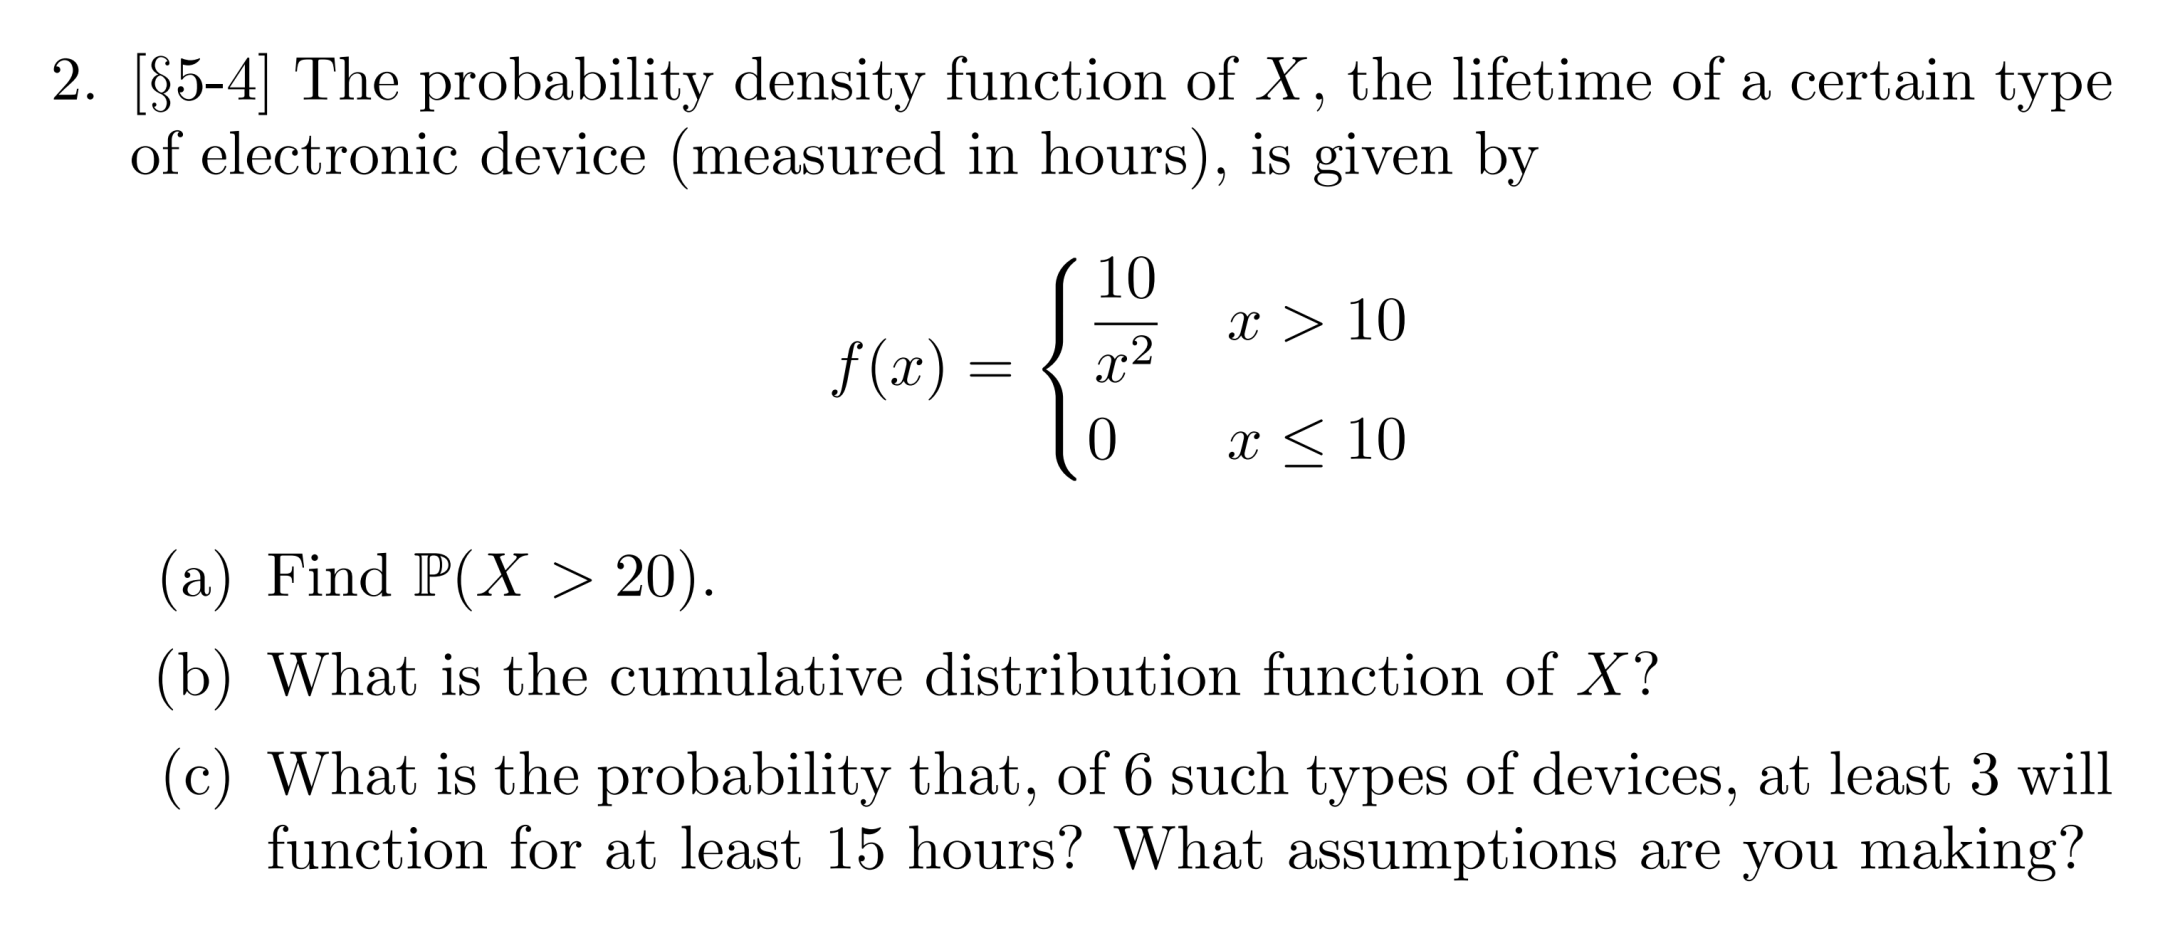 2. [§5-4] The probability density function of X, the lifetime of a certain type
of electronic device (measured in hours), is given by
f(x) = { 10/x² x > 10
0 x ≤ 10
(a) Find ℙ(X > 20).
(b) What is the cumulative distribution function of X?
(c) What is the probability that, of 6 such types of devices, at least 3 will
function for at least 15 hours? What assumptions are you making?